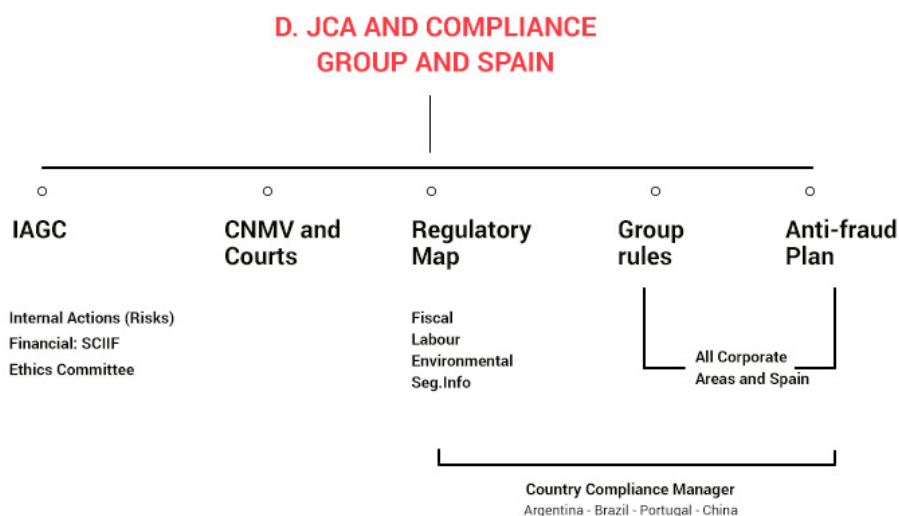 D. JCA AND COMPLIANCE
GROUP AND SPAIN
IAGC
CNMV and
Courts
Regulatory
Map
Group
rules
Anti-fraud
Plan
Internal Actions (Risks)
Financial: SCIIF
Ethics Committee
Fiscal
Labour
Environmental
Seg.Info
All Corporate
Areas and Spain
Country Compliance Manager
Argentina - Brazil - Portugal - China